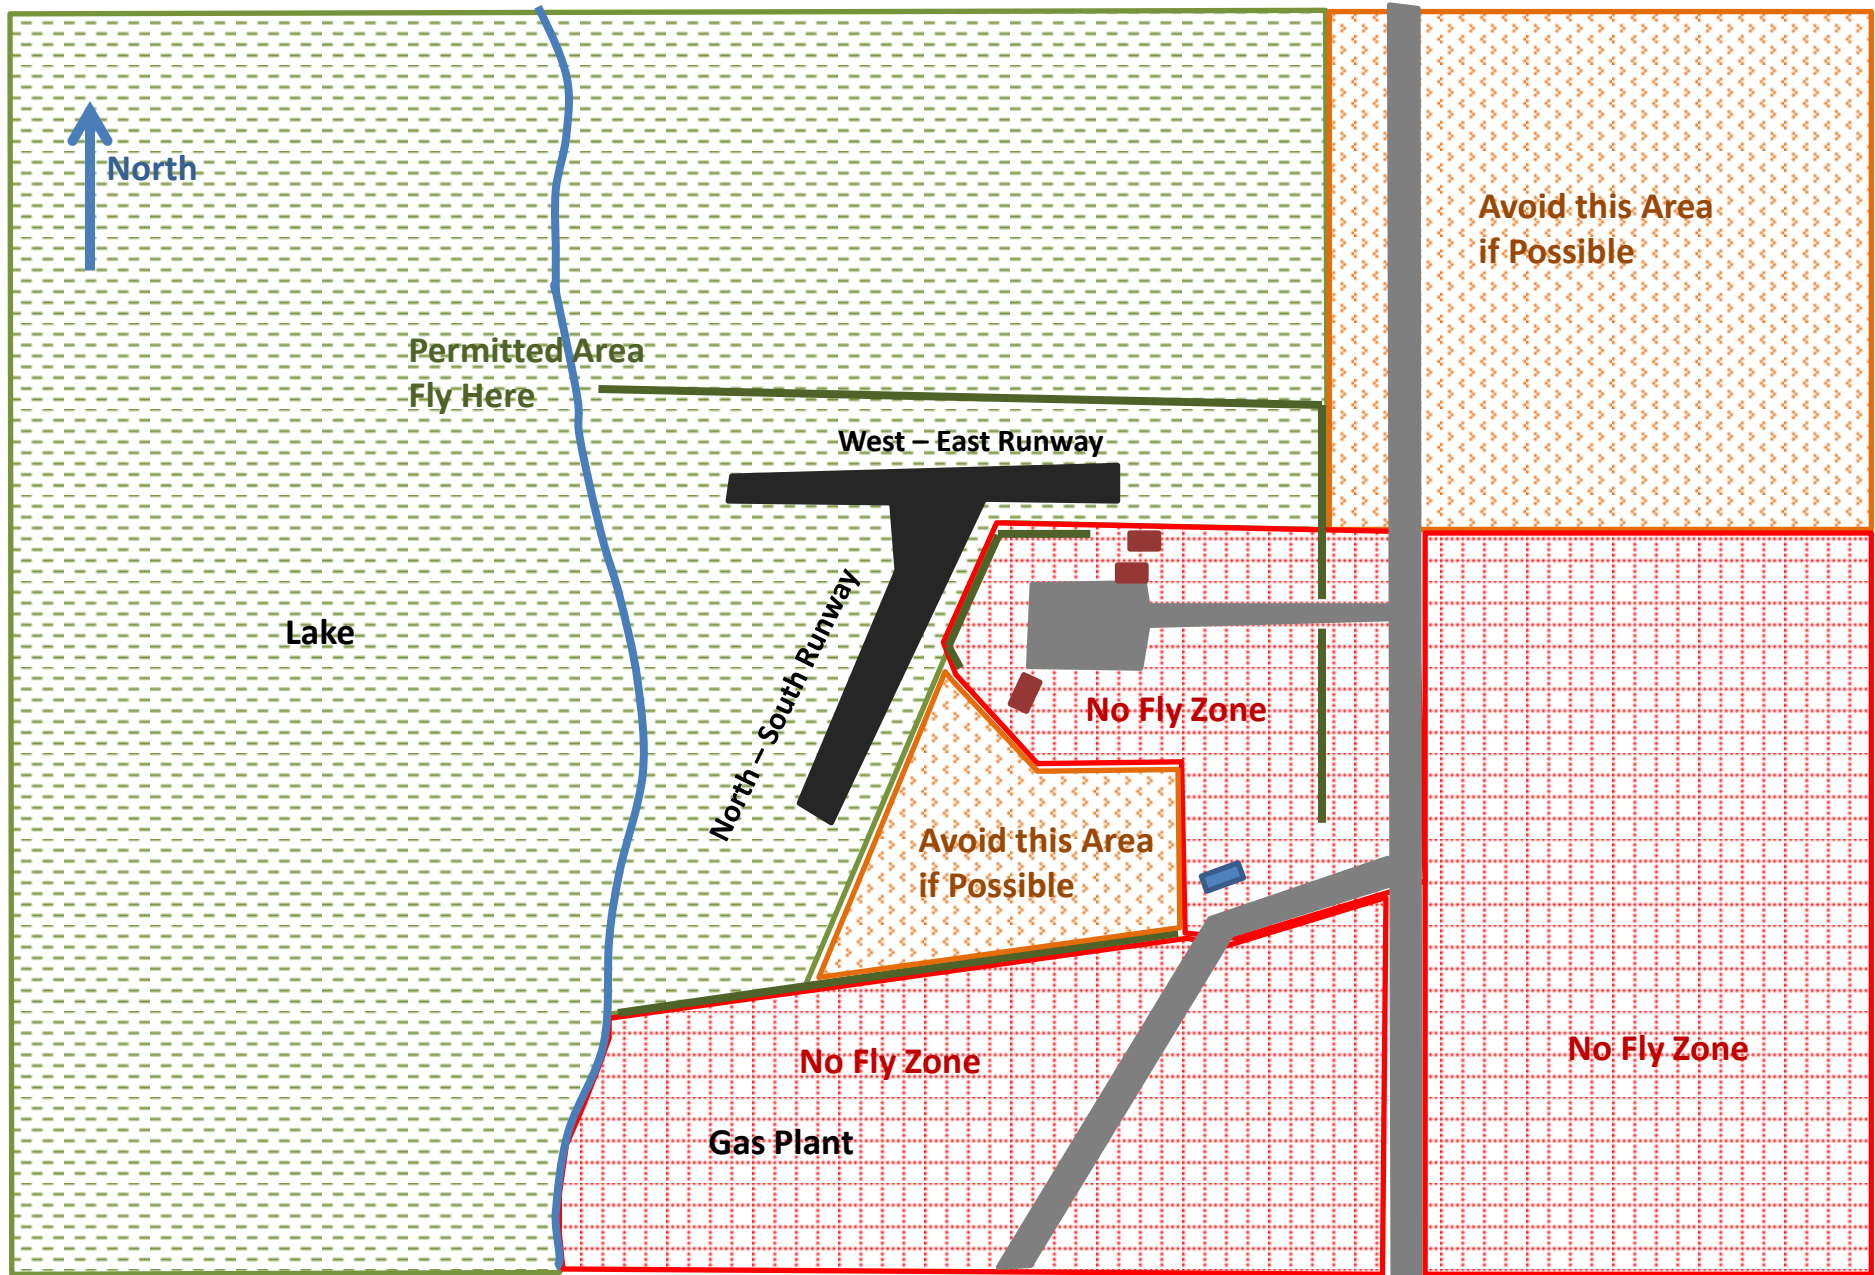 North
Avoid this Area
if Possible
Permitted Area
Fly Here
West – East Runway
Lake
North – South Runway
No Fly Zone
Avoid this Area
if Possible
No Fly Zone
No Fly Zone
Gas Plant